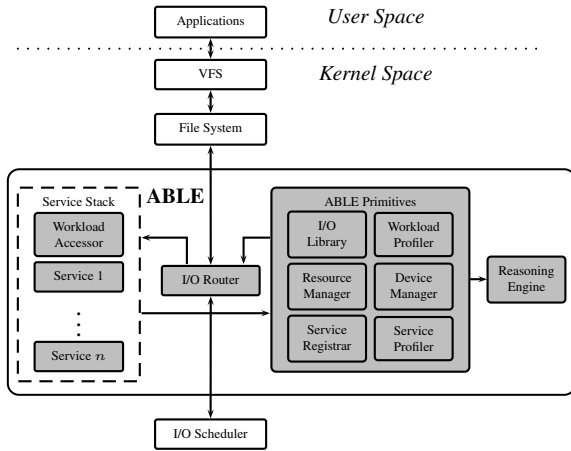 Applications
User Space
VFS
Kernel Space
File System
ABLE
Service Stack
Workload
Accessor
Service 1
Service n
I/O Router
ABLE Primitives
I/O
Library
Workload
Profiler
Resource
Manager
Device
Manager
Service
Registrar
Service
Profiler
Reasoning
Engine
I/O Scheduler